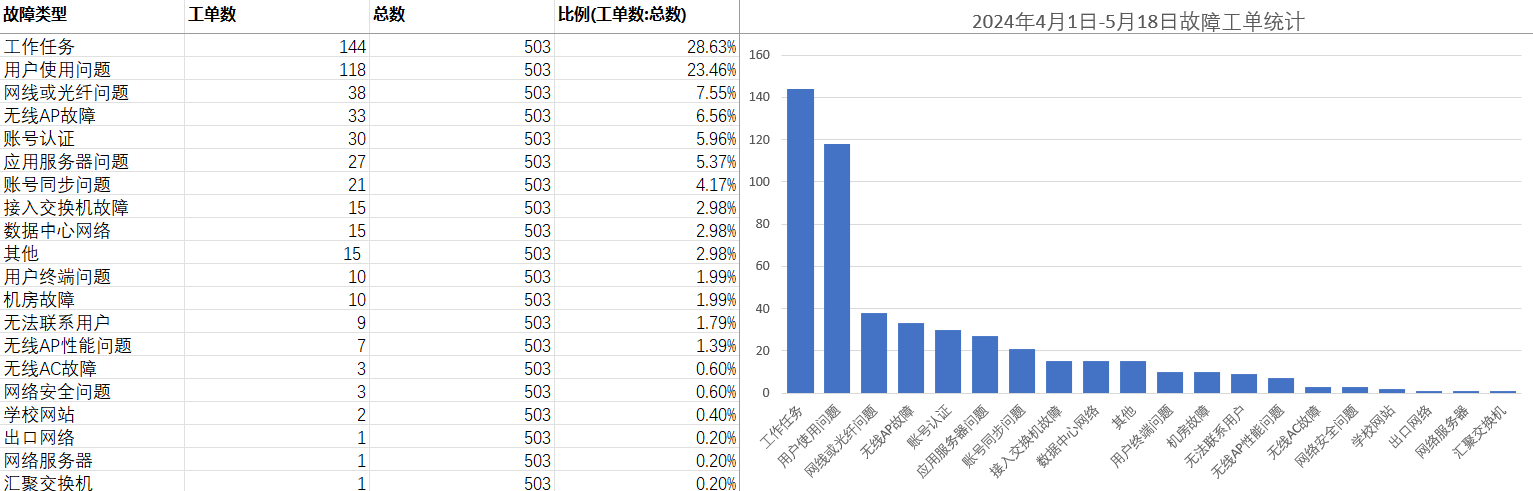 故障类型 工单数 总数 比例(工单数:总数)
工作任务 144 503 28.63%
用户使用问题 118 503 23.46%
网线或光纤问题 38 503 7.55%
无线AP故障 33 503 6.56%
账号认证 30 503 5.96%
应用服务器问题 27 503 5.37%
账号同步问题 21 503 4.17%
接入交换机故障 15 503 2.98%
数据中心网络 15 503 2.98%
其他 15 503 2.98%
用户终端问题 10 503 1.99%
机房故障 10 503 1.99%
无法联系用户 9 503 1.79%
无线AP性能问题 7 503 1.39%
无线AC故障 3 503 0.60%
网络安全问题 3 503 0.60%
学校网站 2 503 0.40%
出口网络 1 503 0.20%
网络服务器 1 503 0.20%
汇聚交换机 1 503 0.20%
2024年4月1日-5月18日故障工单统计
160
140
120
100
80
60
40
20
0
工作任务
用户使用问题
网线或光纤问题
无线AP故障
账号认证
应用服务器问题
账号同步问题
接入交换机故障
数据中心网络
其他
用户终端问题
机房故障
无法联系用户
无线AP性能问题
无线AC故障
网络安全问题
学校网站
出口网络
网络服务器
汇聚交换机